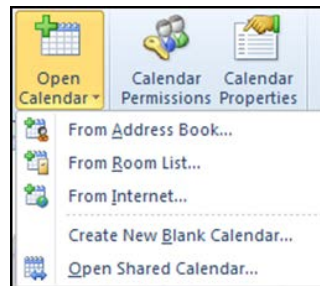 Open Calendar Calendar
Calendar Permissions Properties
From Address Book...
From Room List...
From Internet...
Create New Blank Calendar...
Open Shared Calendar...